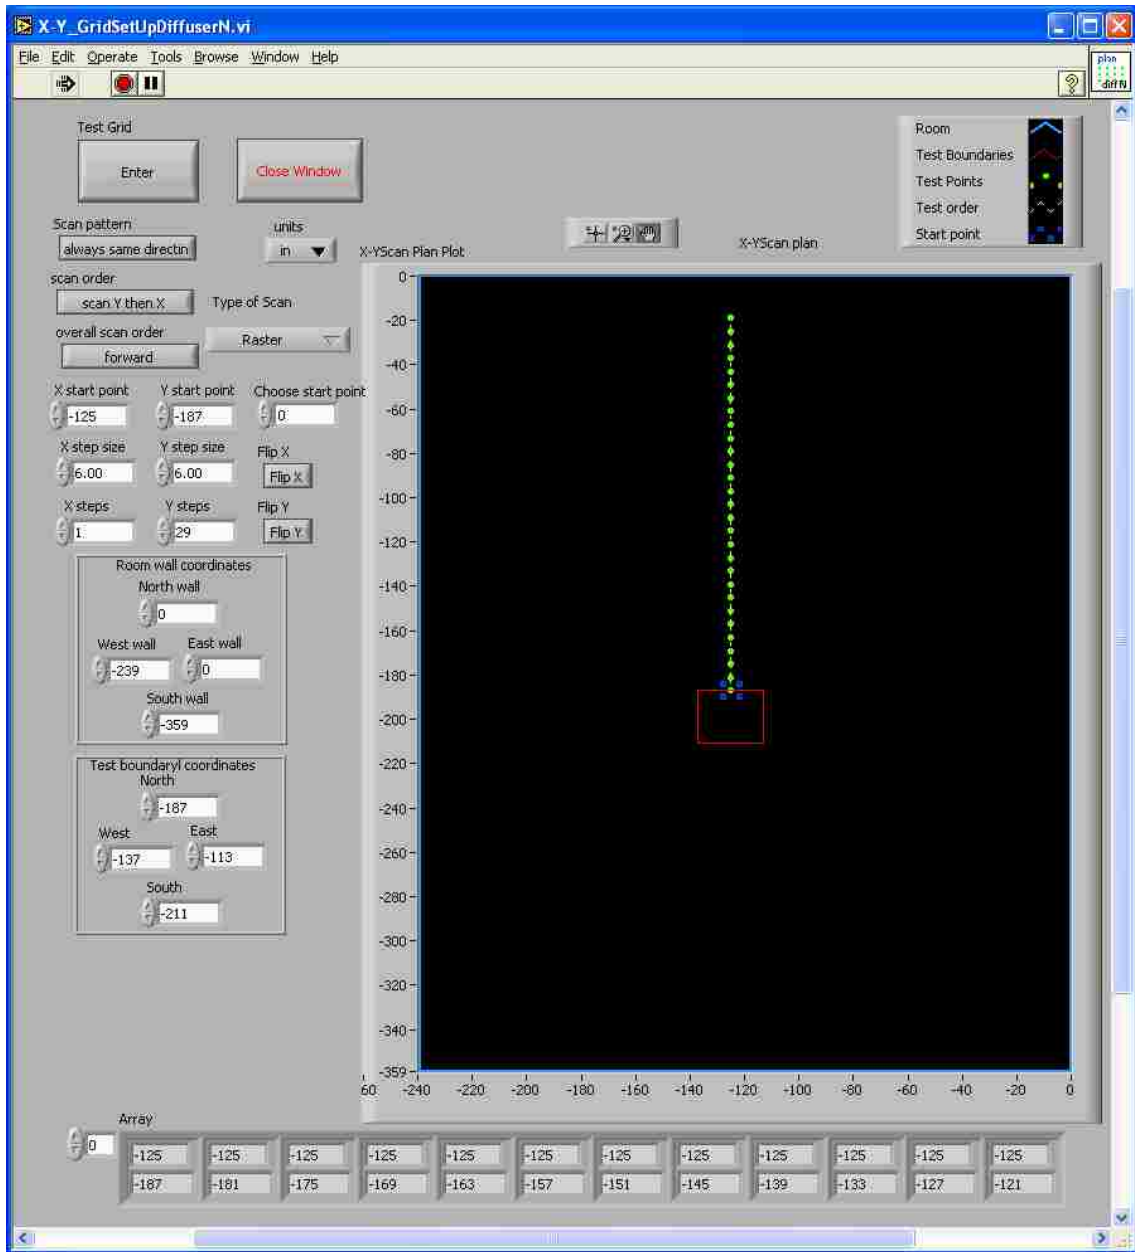 X-Y_GridSetUpDiffuserN.vi
File Edit Operate Tools Browse Window Help
plan
diff N
?
Test Grid
Enter
Close Window
Room
Test Boundaries
Test Points
Test order
Start point
Scan pattern
always same directin
units
in
X-YScan Plan Plot
X-YScan plan
scan order
scan Y then X
Type of Scan
Raster
overall scan order
forward
X start point Y start point Choose start point
-125 -187 0
X step size Y step size Flip X
6.00 6.00 Flip X
X steps Y steps Flip Y
1 29 Flip Y
Room wall coordinates
North wall
0
West wall East wall
-239 0
South wall
-359
Test boundaryl coordinates
North
-187
West East
-137 -113
South
-211
0
-20
-40
-60
-80
-100
-120
-140
-160
-180
-200
-220
-240
-260
-280
-300
-320
-340
-359
60 -240 -220 -200 -180 -160 -140 -120 -100 -80 -60 -40 -20 0
Array
0
-125 -125 -125 -125 -125 -125 -125 -125 -125 -125 -125 -125
-187 -181 -175 -169 -163 -157 -151 -145 -139 -133 -127 -121